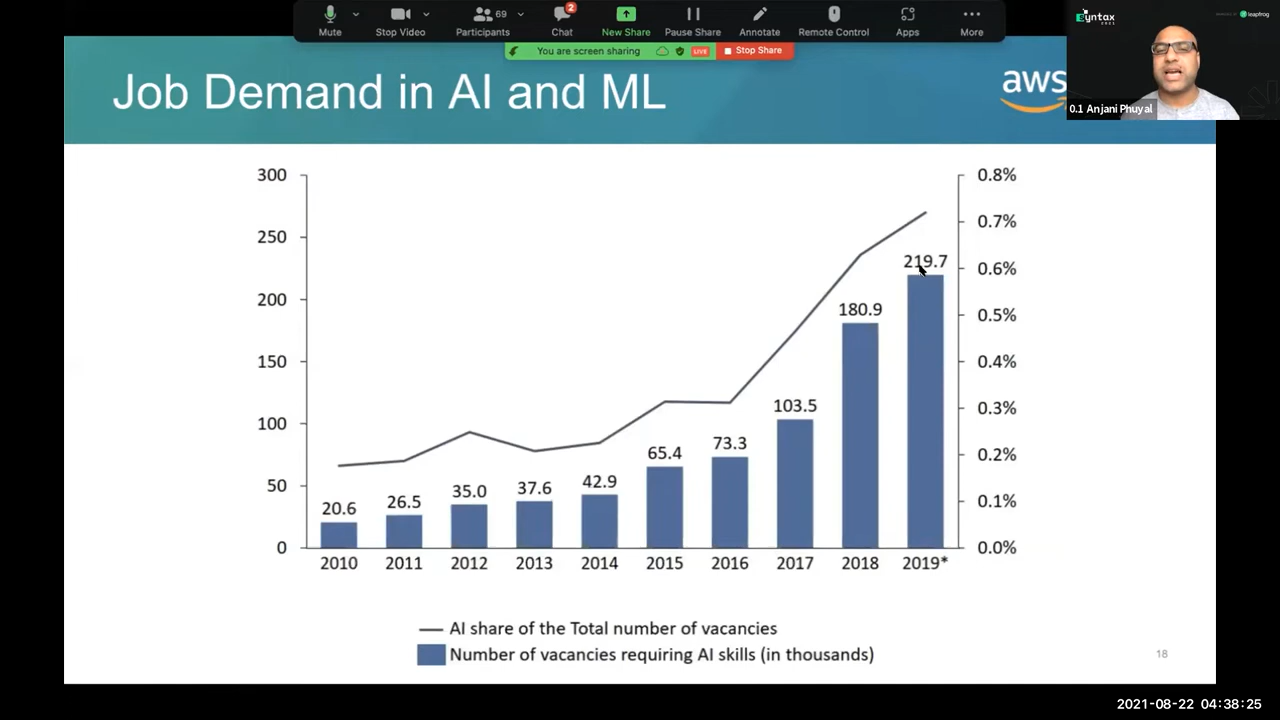 Mute
Stop Video
69
Participants
2
Chat
New Share
Pause Share
Annotate
Remote Control
Apps
More
You are screen sharing
LIVE
Stop Share
Syntax
leapfrog
0.1 Anjani Phuyal
Job Demand in AI and ML
aws
300
250
200
150
100
50
0
0.8%
0.7%
0.6%
0.5%
0.4%
0.3%
0.2%
0.1%
0.0%
20.6
26.5
35.0
37.6
42.9
65.4
73.3
103.5
180.9
219.7
2010
2011
2012
2013
2014
2015
2016
2017
2018
2019*
AI share of the Total number of vacancies
Number of vacancies requiring AI skills (in thousands)
18
2021-08-22 04:38:25